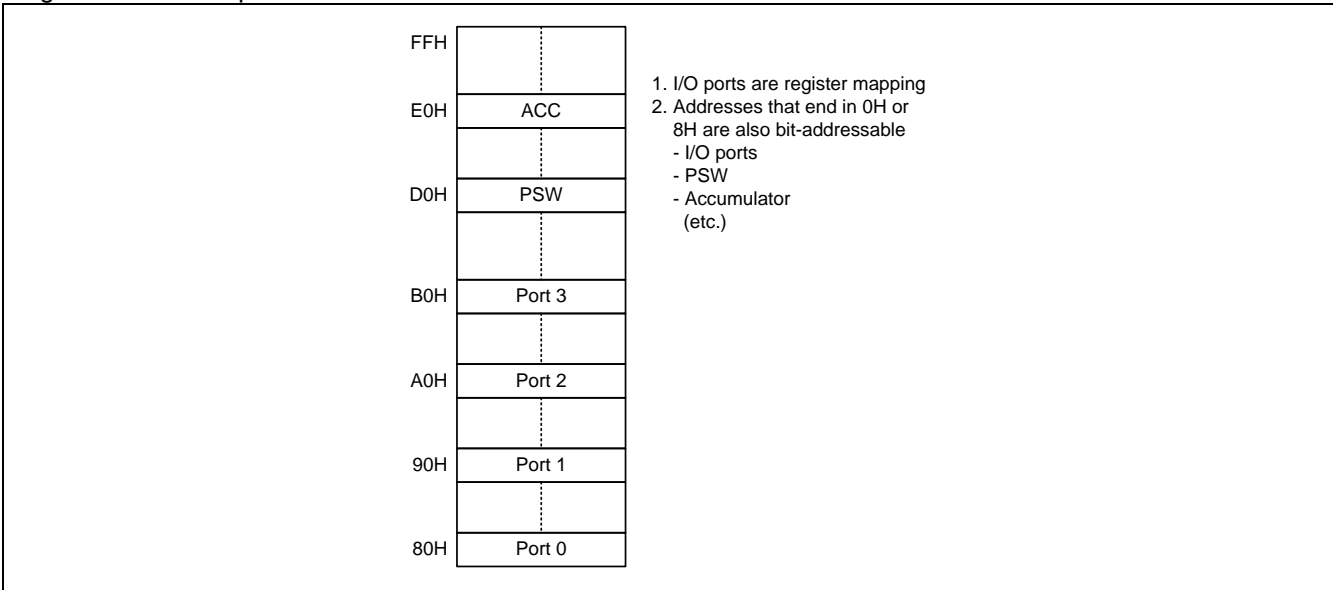 FFH
1. I/O ports are register mapping
2. Addresses that end in 0H or
8H are also bit-addressable
- I/O ports
- PSW
- Accumulator
(etc.)
E0H ACC
D0H PSW
B0H Port 3
A0H Port 2
90H Port 1
80H Port 0